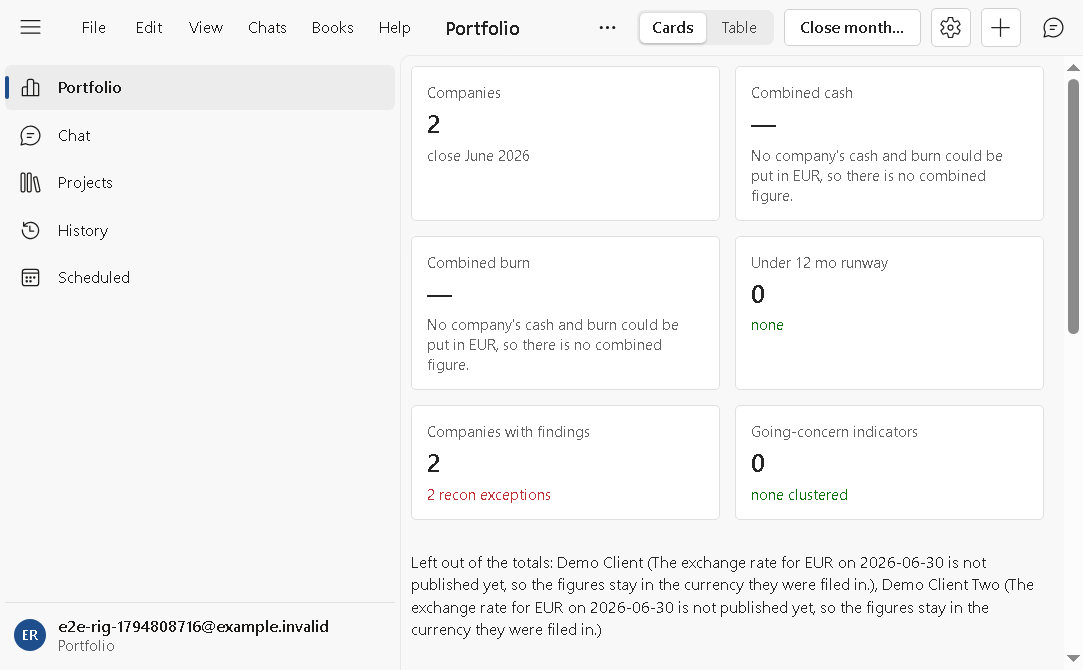 File Edit View Chats Books Help Portfolio ... Cards Table Close month...
Portfolio
Chat
Projects
History
Scheduled
ER
e2e-rig-1794808716@example.invalid
Portfolio
Companies
2
close June 2026
Combined cash
—
No company's cash and burn could be
put in EUR, so there is no combined
figure.
Combined burn
—
No company's cash and burn could be
put in EUR, so there is no combined
figure.
Under 12 mo runway
0
none
Companies with findings
2
2 recon exceptions
Going-concern indicators
0
none clustered
Left out of the totals: Demo Client (The exchange rate for EUR on 2026-06-30 is not
published yet, so the figures stay in the currency they were filed in.), Demo Client Two (The
exchange rate for EUR on 2026-06-30 is not published yet, so the figures stay in the
currency they were filed in.)